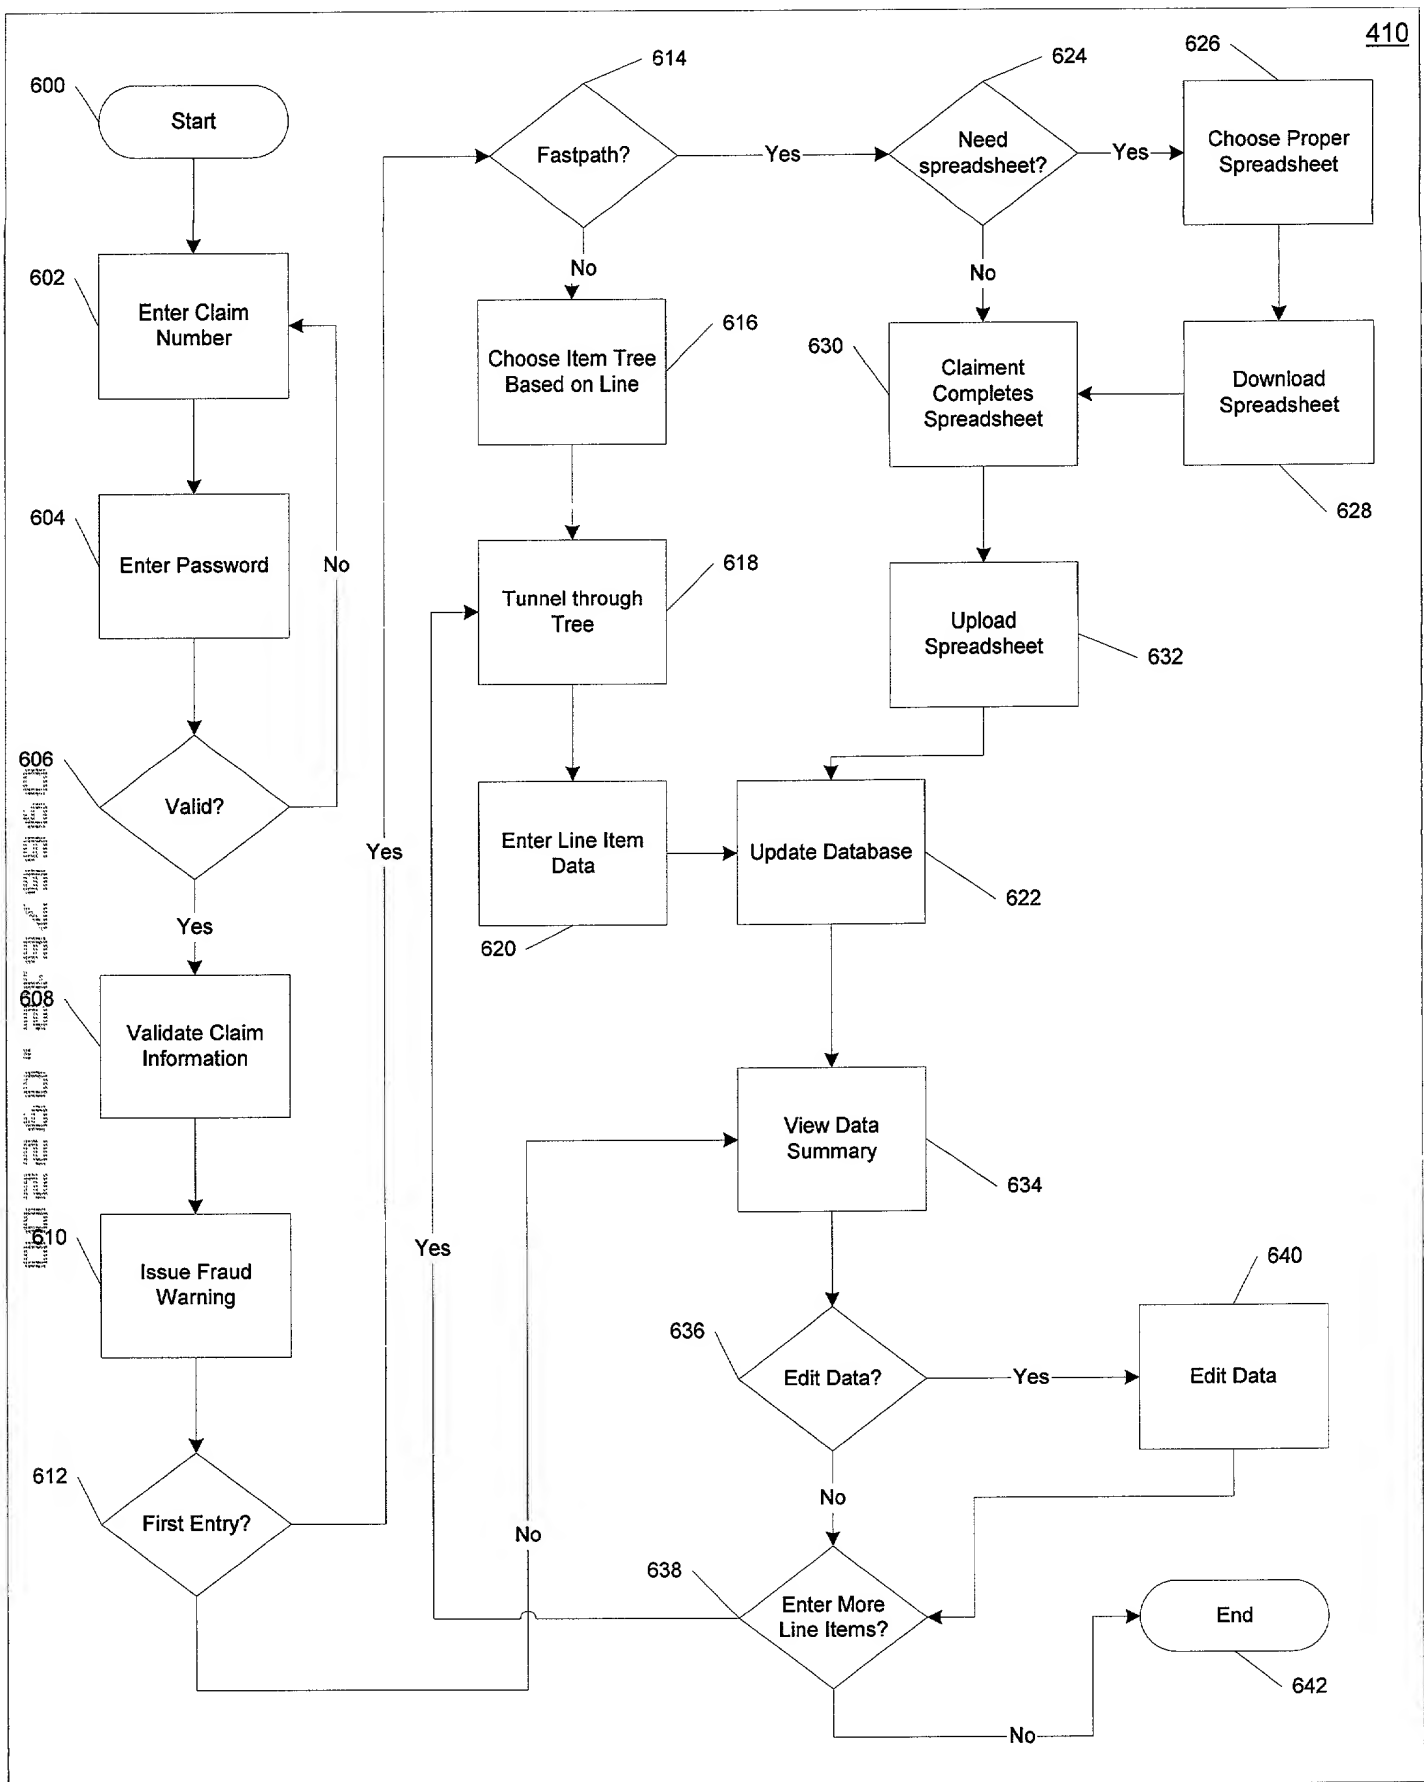 410
600
Start
602
Enter Claim
Number
604
Enter Password
No
606
Valid?
Yes
608
Validate Claim
Information
610
Issue Fraud
Warning
612
First Entry?
Yes
No
614
Fastpath?
Yes
No
616
Choose Item Tree
Based on Line
618
Tunnel through
Tree
620
Enter Line Item
Data
622
Update Database
624
Need
spreadsheet?
Yes
No
626
Choose Proper
Spreadsheet
628
Download
Spreadsheet
630
Claiment
Completes
Spreadsheet
632
Upload
Spreadsheet
634
View Data
Summary
636
Edit Data?
Yes
No
640
Edit Data
638
Enter More
Line Items?
Yes
No
End
642